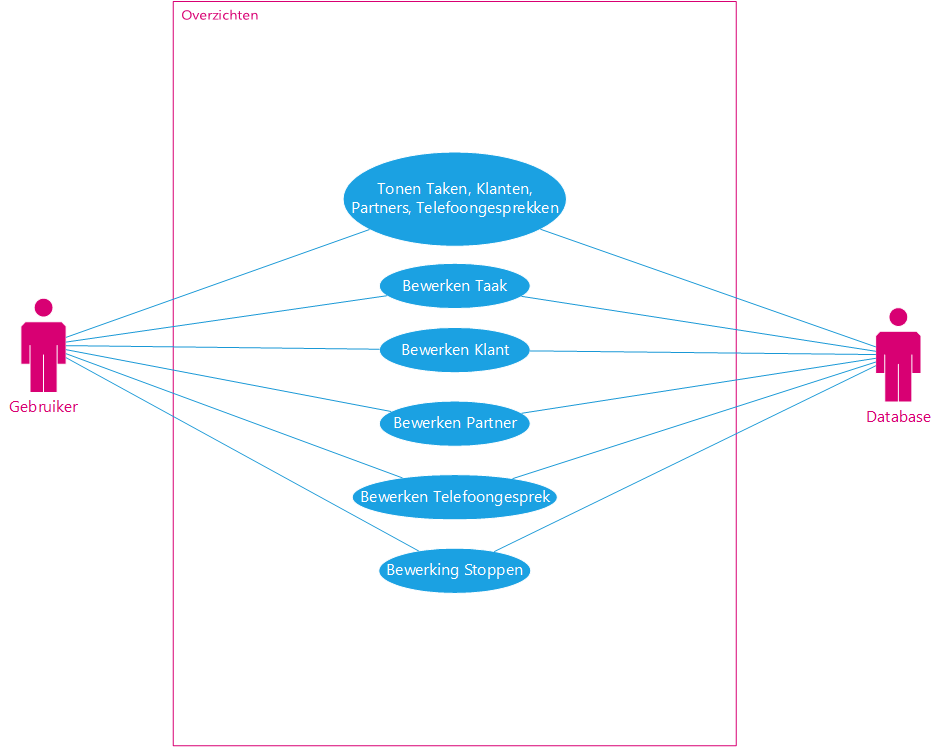 Overzichten
Tonen Taken, Klanten,
Partners, Telefoongesprekken
Bewerken Taak
Bewerken Klant
Gebruiker
Database
Bewerken Partner
Bewerken Telefoongesprek
Bewerking Stoppen